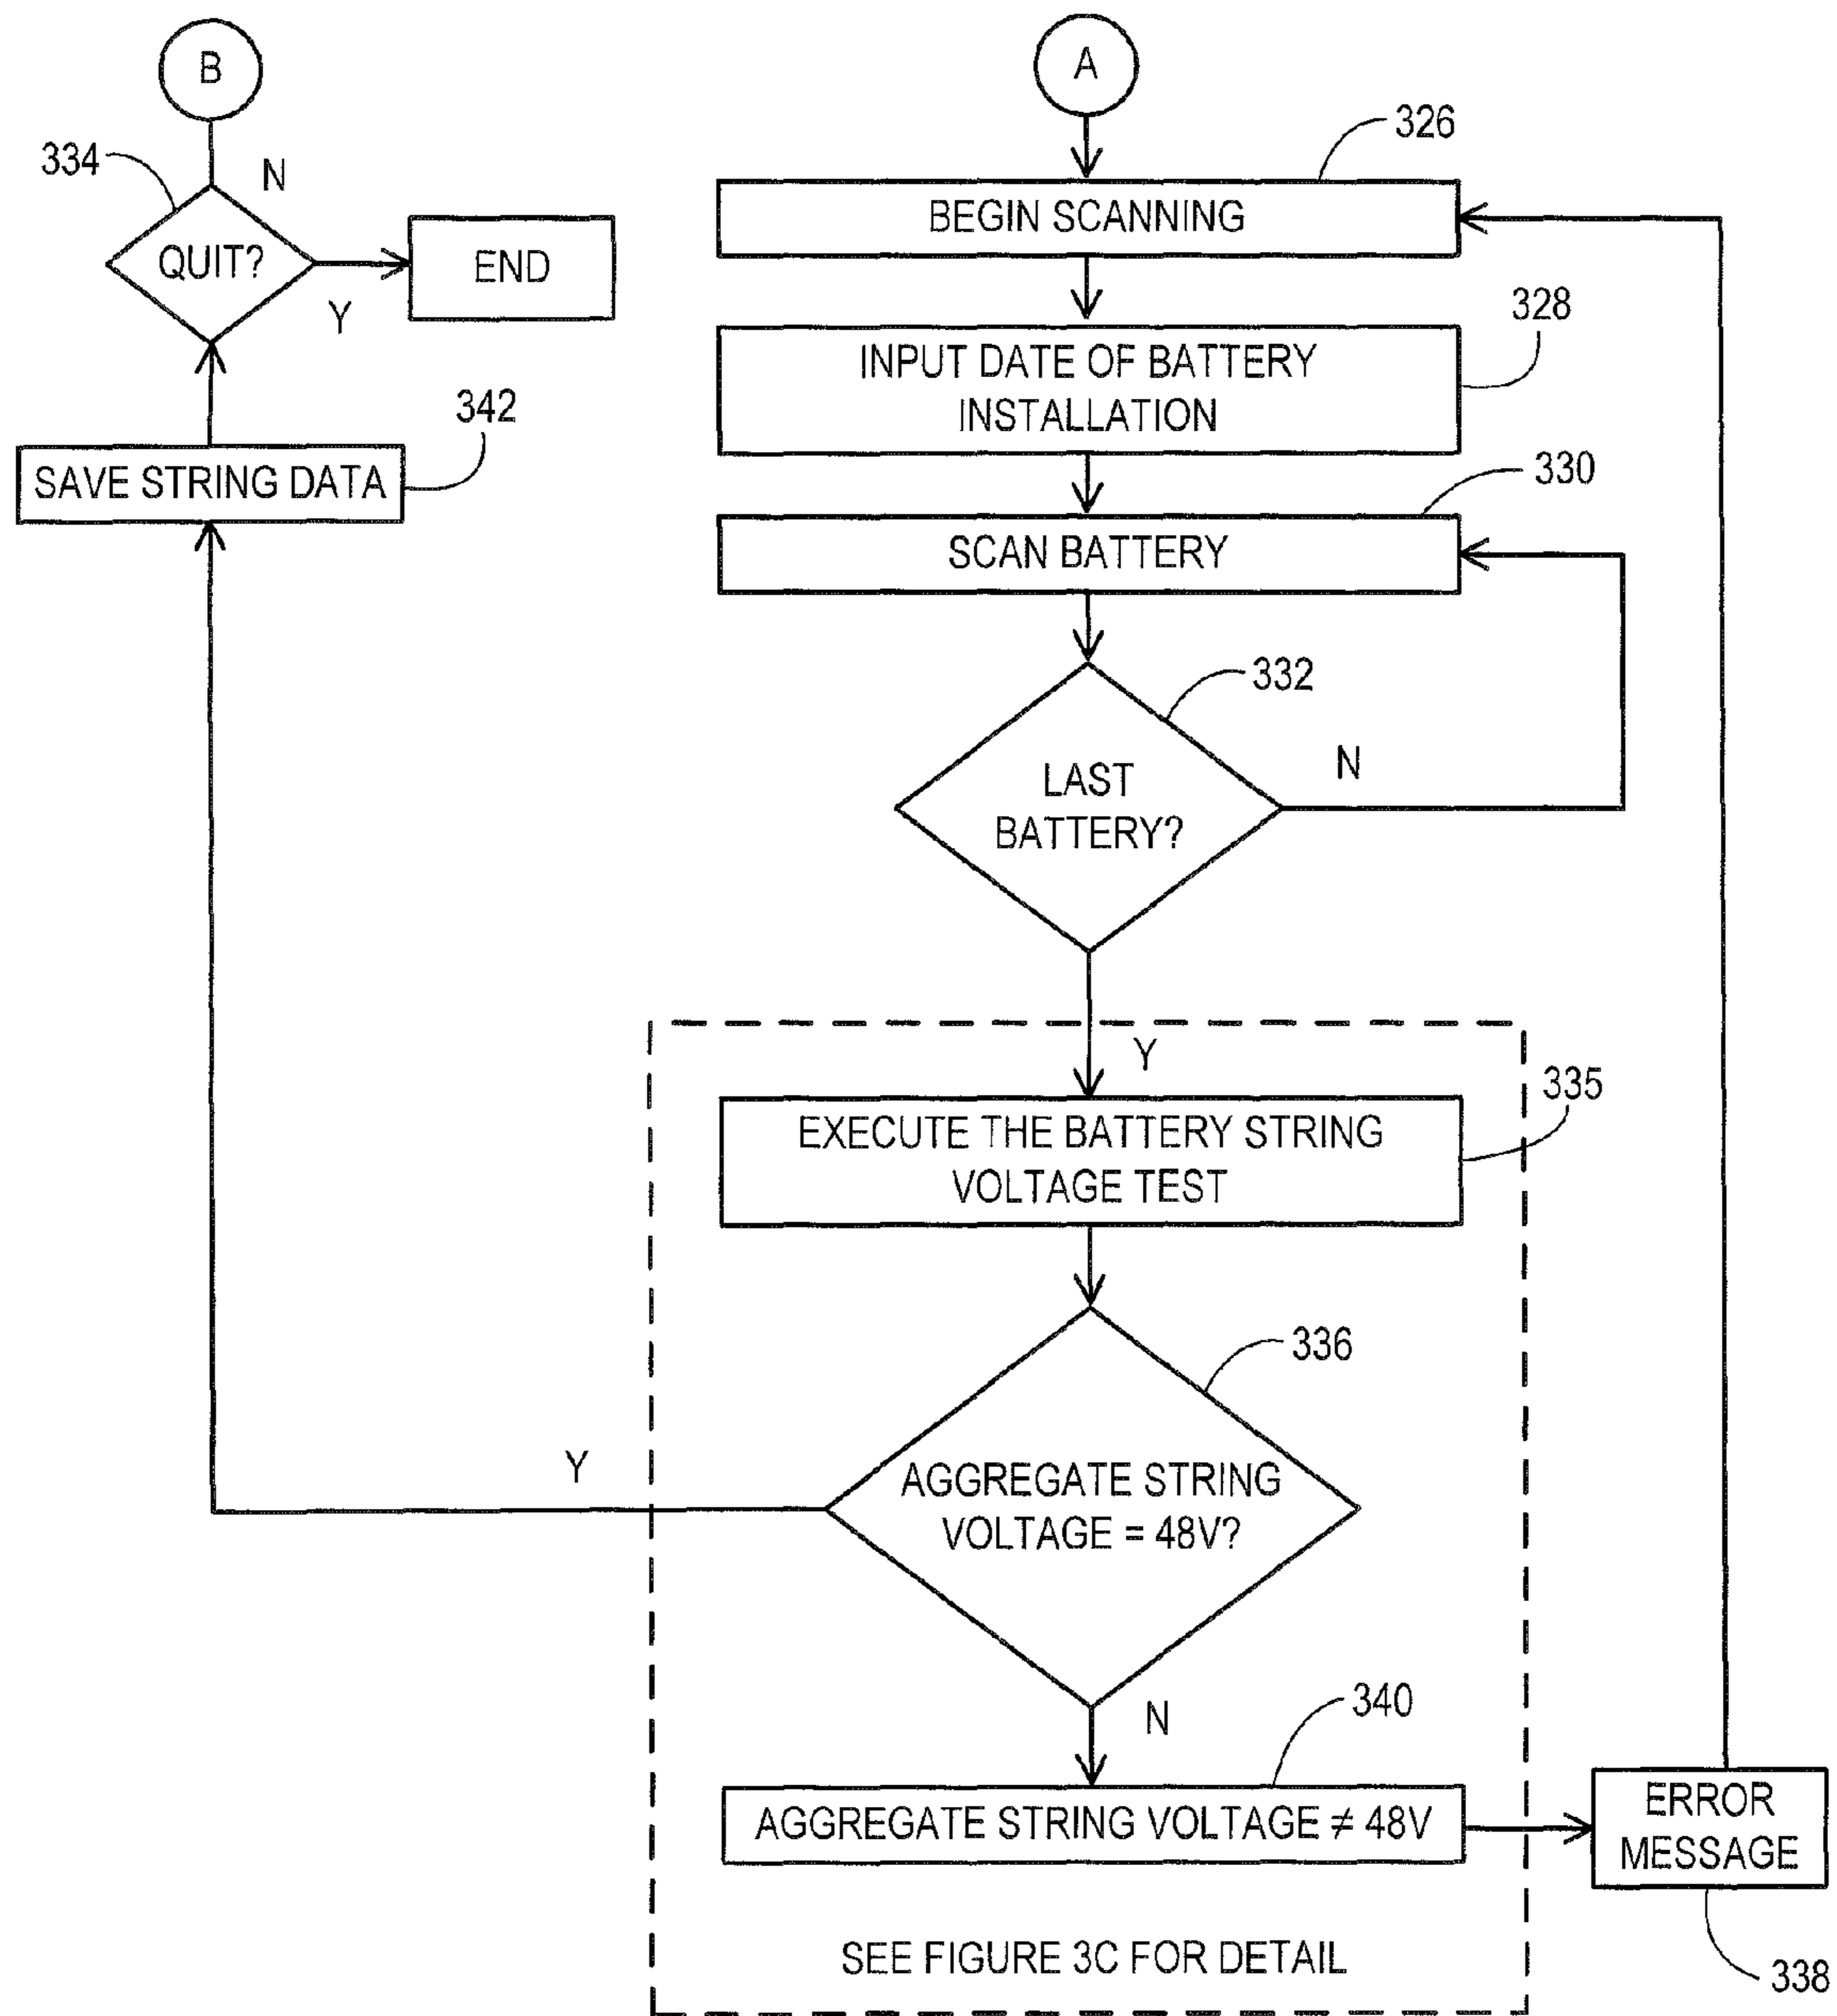 B
334
N
QUIT?
Y
END
342
SAVE STRING DATA
A
326
BEGIN SCANNING
328
INPUT DATE OF BATTERY
INSTALLATION
330
SCAN BATTERY
332
LAST
BATTERY?
N
Y
335
EXECUTE THE BATTERY STRING
VOLTAGE TEST
336
AGGREGATE STRING
VOLTAGE = 48V?
Y
N
340
AGGREGATE STRING VOLTAGE ≠ 48V
ERROR
MESSAGE
338
SEE FIGURE 3C FOR DETAIL